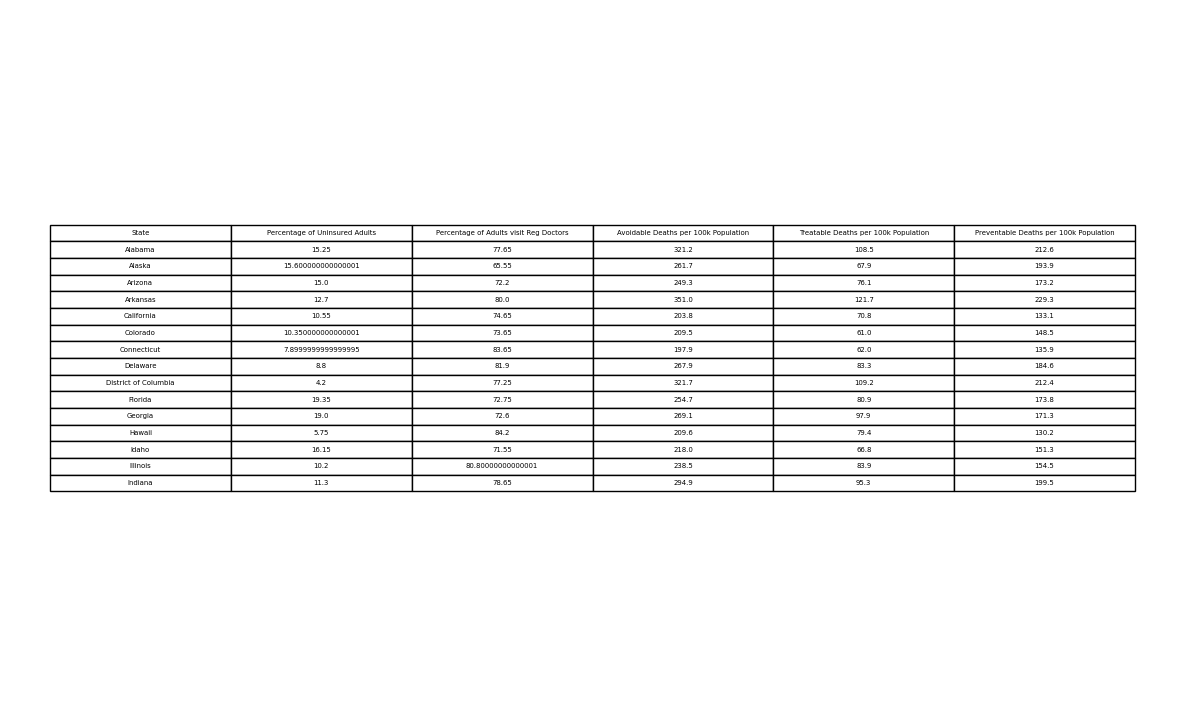 State Percentage of Uninsured Adults Percentage of Adults visit Reg Doctors Avoidable Deaths per 100k Population Treatable Deaths per 100k Population Preventable Deaths per 100k Population
Alabama 15.25 77.65 321.2 108.5 212.6
Alaska 15.600000000000001 65.55 261.7 67.9 193.9
Arizona 15.0 72.2 249.3 76.1 173.2
Arkansas 12.7 80.0 351.0 121.7 229.3
California 10.55 74.65 203.8 70.8 133.1
Colorado 10.350000000000001 73.65 209.5 61.0 148.5
Connecticut 7.8999999999999995 83.65 197.9 62.0 135.9
Delaware 8.8 81.9 267.9 83.3 184.6
District of Columbia 4.2 77.25 321.7 109.2 212.4
Florida 19.35 72.75 254.7 80.9 173.8
Georgia 19.0 72.6 269.1 97.9 171.3
Hawaii 5.75 84.2 209.6 79.4 130.2
Idaho 16.15 71.55 218.0 66.8 151.3
Illinois 10.2 80.80000000000001 238.5 83.9 154.5
Indiana 11.3 78.65 294.9 95.3 199.5